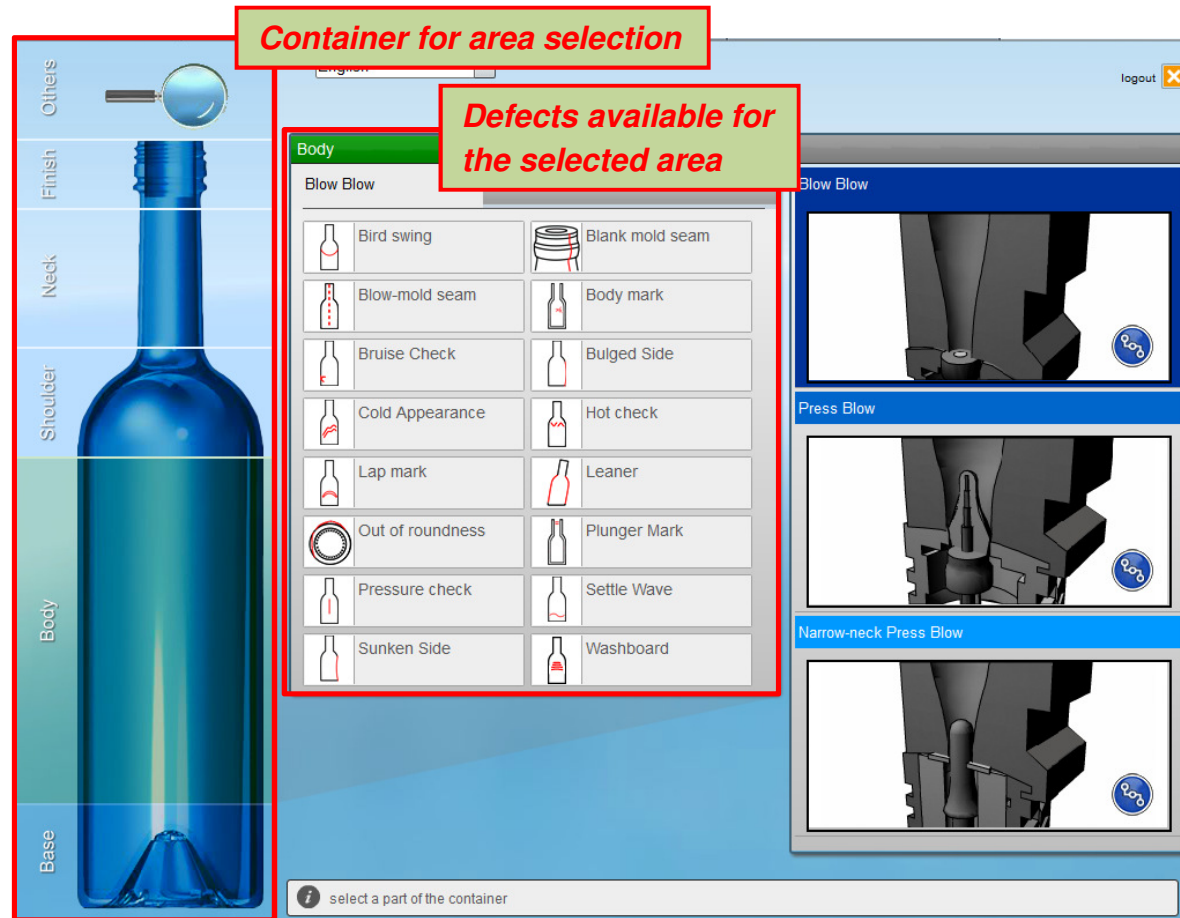 Container for area selection
English
logout
Others
Finish
Neck
Shoulder
Body
Base
Defects available for
the selected area
Body
Blow Blow
Bird swing
Blank mold seam
Blow-mold seam
Body mark
Bruise Check
Bulged Side
Cold Appearance
Hot check
Lap mark
Leaner
Out of roundness
Plunger Mark
Pressure check
Settle Wave
Sunken Side
Washboard
Blow Blow
Press Blow
Narrow-neck Press Blow
i select a part of the container